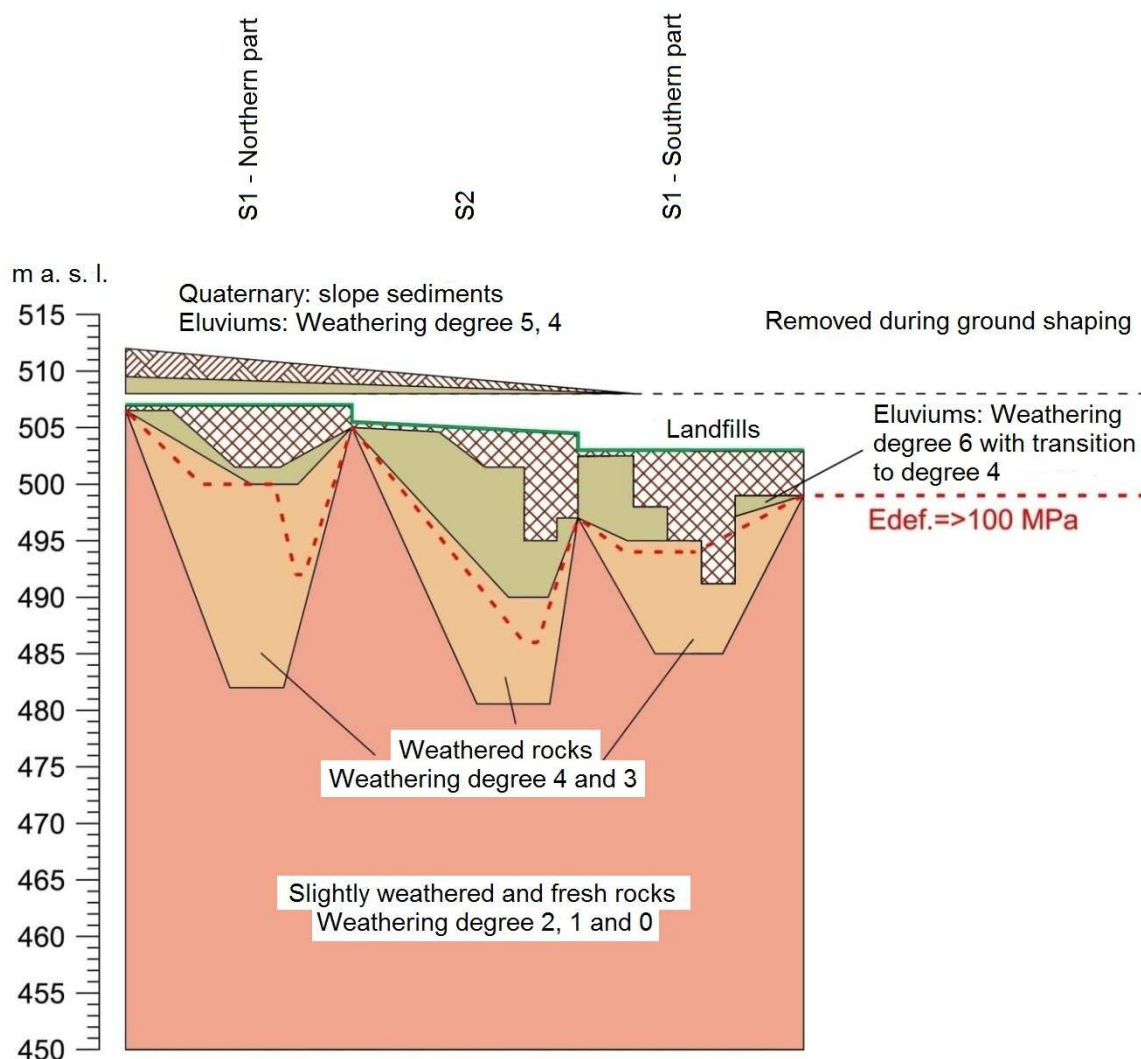 S1 - Northern part
S2
S1 - Southern part
m a. s. l.
Quaternary: slope sediments
Eluviums: Weathering degree 5, 4
Removed during ground shaping
515
510
505
500
495
490
485
480
475
470
465
460
455
450
Landfills
Eluviums: Weathering
degree 6 with transition
to degree 4
Edef.=>100 MPa
Weathered rocks
Weathering degree 4 and 3
Slightly weathered and fresh rocks
Weathering degree 2, 1 and 0